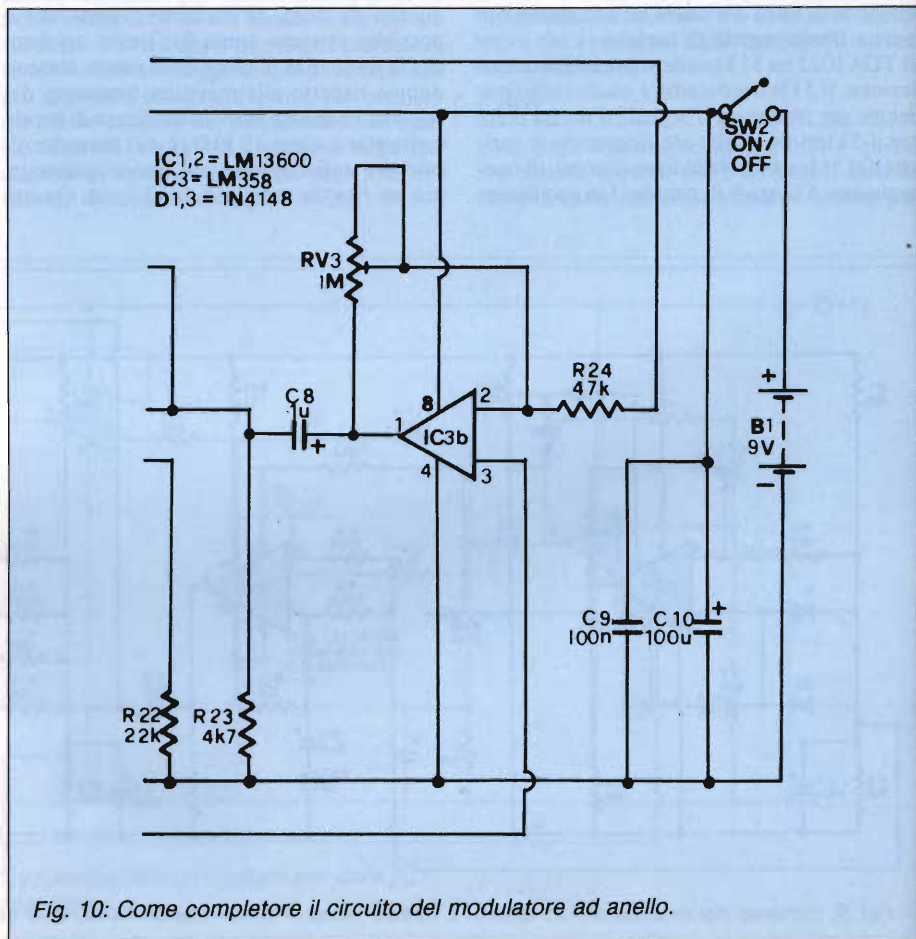 IC1,2 = LM13600
IC3 = LM358
D1,3 = 1N4148
SW2
ON/
OFF
RV3
1M
R24
47k
C8
1u
+
1
8
2
IC3b
4
3
+
B1
9V
–
C9
100n
C10
100u
+
R22
22k
R23
4k7
Fig. 10: Come completore il circuito del modulatore ad anello.